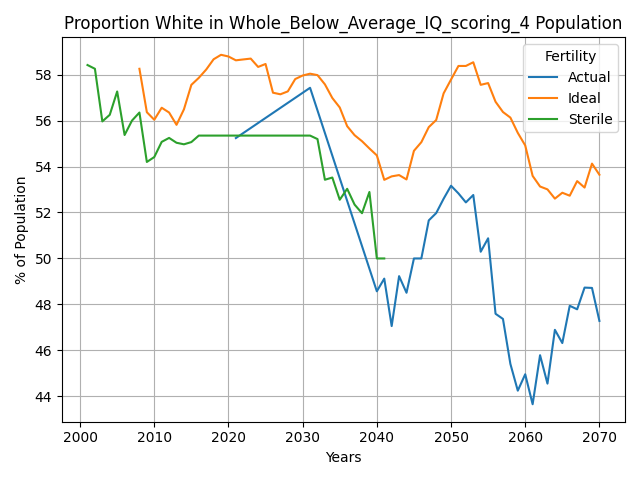 Proportion White in Whole_Below_Average_IQ_scoring_4 Population
Fertility
Actual
Ideal
Sterile
% of Population
58
56
54
52
50
48
46
44
2000 2010 2020 2030 2040 2050 2060 2070
Years